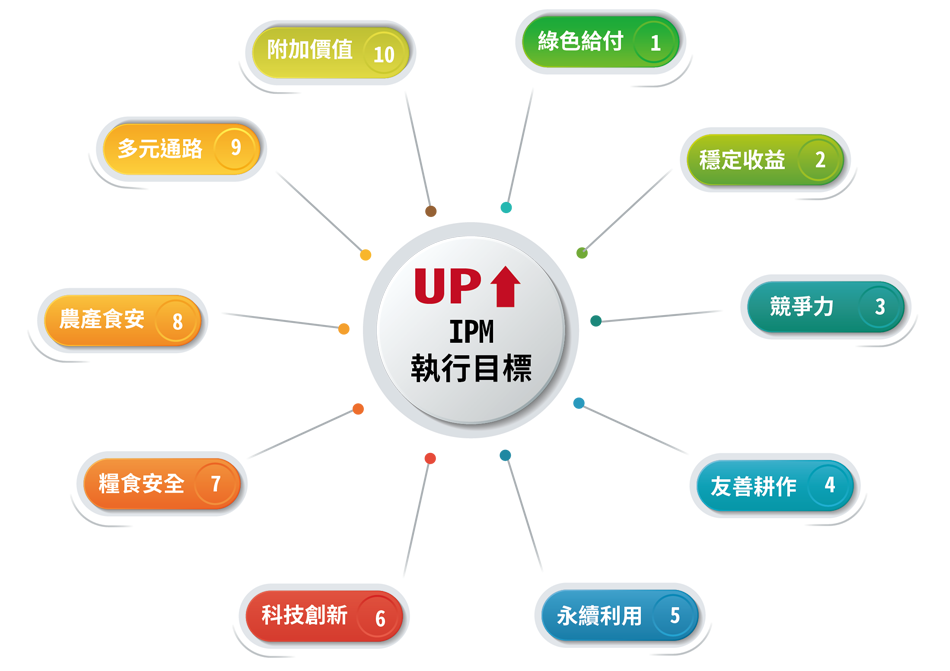 UP
IPM
執行目標
綠色給付 1
穩定收益 2
競爭力 3
友善耕作 4
永續利用 5
科技創新 6
糧食安全 7
農產食安 8
多元通路 9
附加價值 10